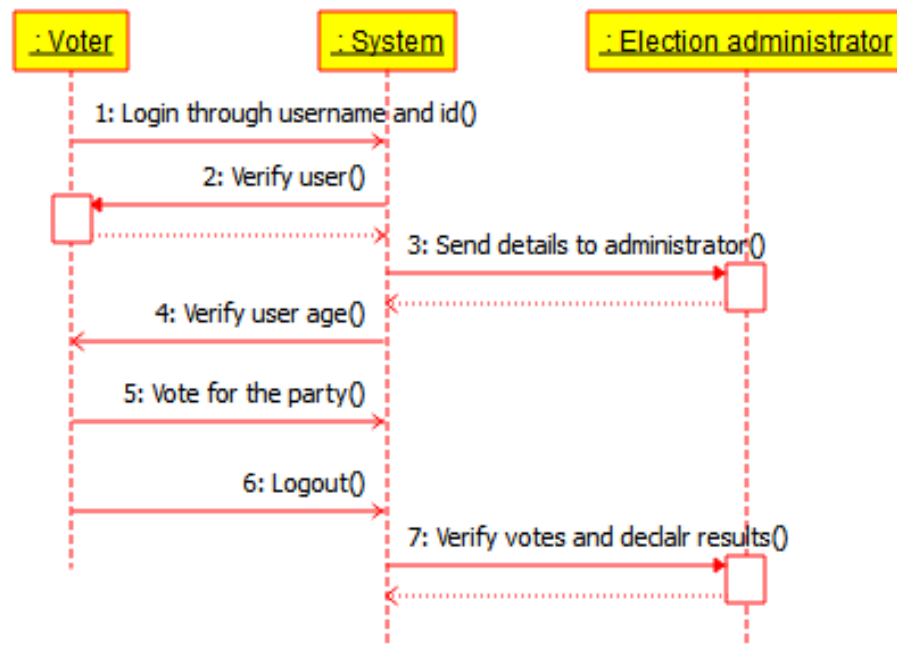 : Voter
: System
: Election administrator
1: Login through username and id()
2: Verify user()
3: Send details to administrator()
4: Verify user age()
5: Vote for the party()
6: Logout()
7: Verify votes and declalr results()